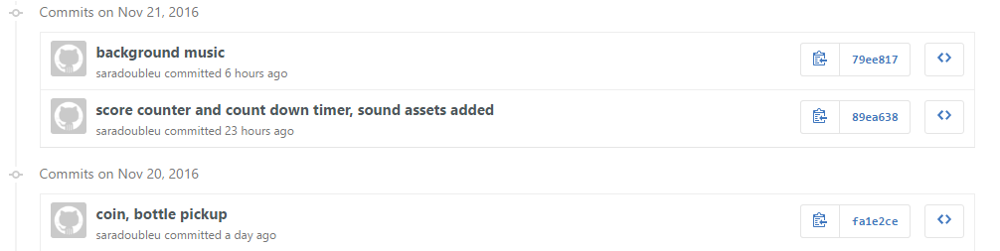 Commits on Nov 21, 2016
background music
saradoubleu committed 6 hours ago
79ee817
score counter and count down timer, sound assets added
saradoubleu committed 23 hours ago
89ea638
Commits on Nov 20, 2016
coin, bottle pickup
saradoubleu committed a day ago
fa1e2ce